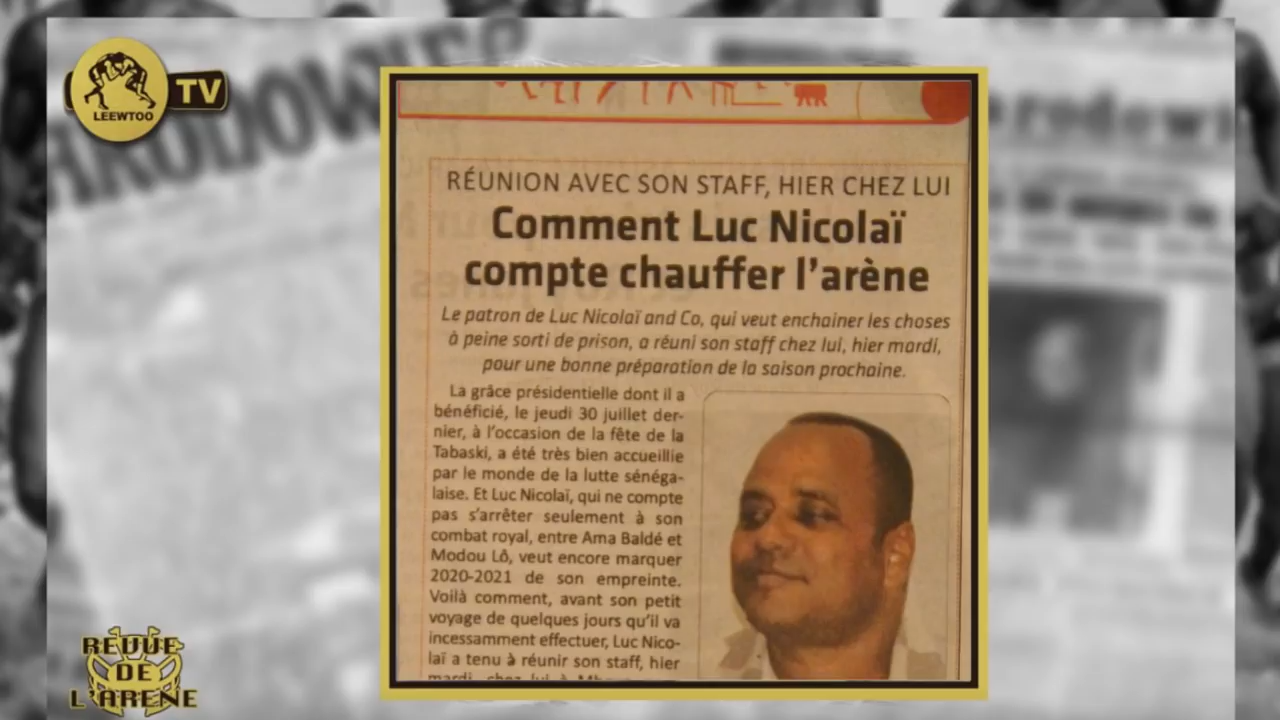 LEEWTOO
TV
RÉUNION AVEC SON STAFF, HIER CHEZ LUI
Comment Luc Nicolaï
compte chauffer l'arène
Le patron de Luc Nicolaï and Co, qui veut enchainer les choses
à peine sorti de prison, a réuni son staff chez lui, hier mardi,
pour une bonne préparation de la saison prochaine.
La grâce présidentielle dont il a
bénéficié, le jeudi 30 juillet der-
nier, à l'occasion de la fête de la
Tabaski, a été très bien accueillie
par le monde de la lutte sénéga-
laise. Et Luc Nicolaï, qui ne compte
pas s'arrêter seulement à son
combat royal, entre Ama Baldé et
Modou Lô, veut encore marquer
2020-2021 de son empreinte.
Voilà comment, avant son petit
voyage de quelques jours qu'il va
incessamment effectuer, Luc Nico-
laï a tenu à réunir son staff, hier
mardi, chez lui à
REVUE
DE
L'ARENE